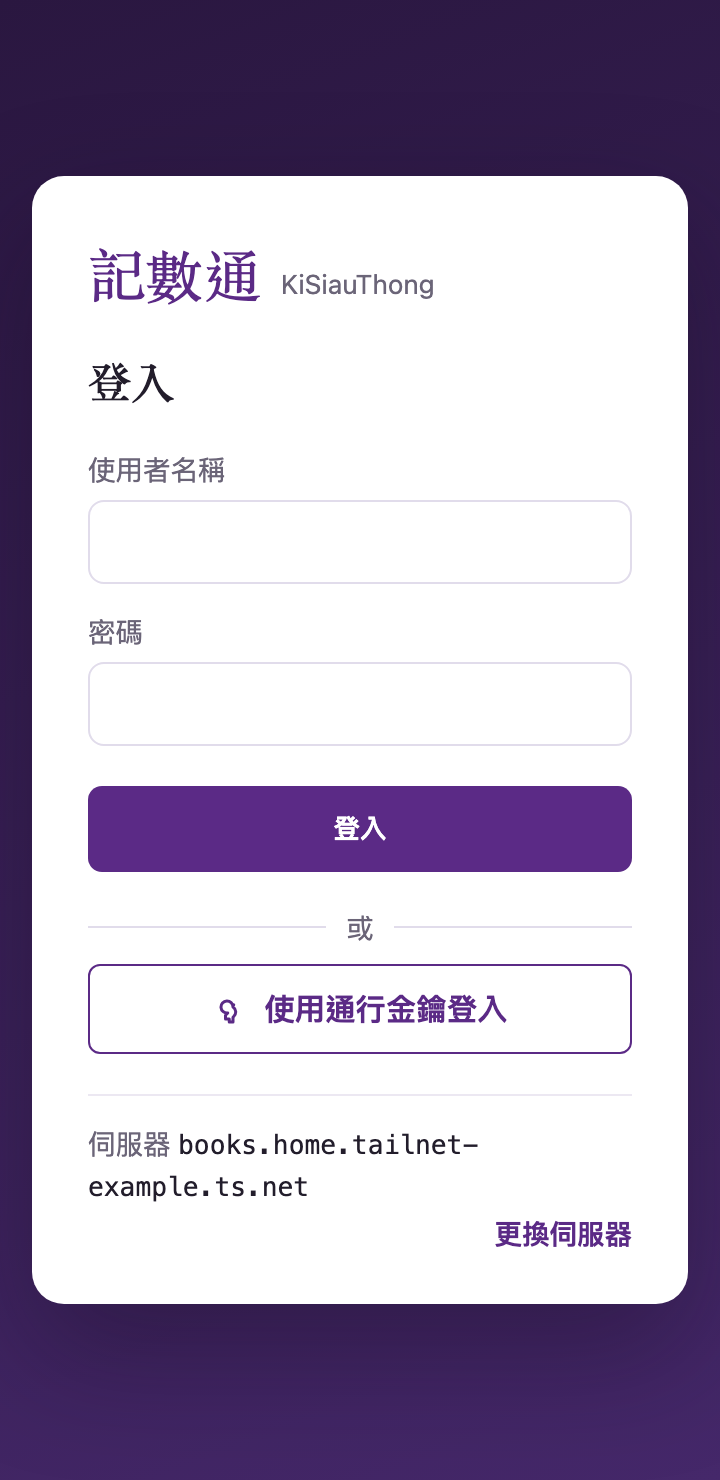 記數通 KiSiauThong
登入
使用者名稱
密碼
登入
或
使用通行金鑰登入
伺服器 books.home.tailnet-
example.ts.net
更換伺服器